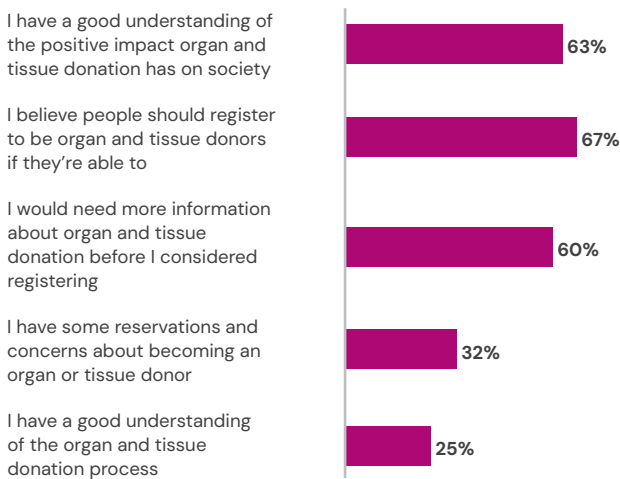 I have a good understanding of
the positive impact organ and
tissue donation has on society
63%
I believe people should register
to be organ and tissue donors
if they’re able to
67%
I would need more information
about organ and tissue
donation before I considered
registering
60%
I have some reservations and
concerns about becoming an
organ or tissue donor
32%
I have a good understanding
of the organ and tissue
donation process
25%